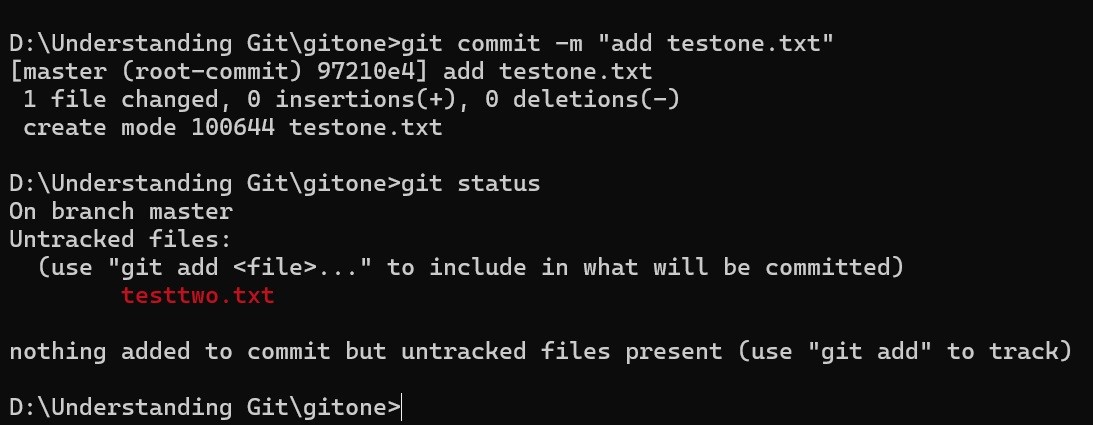 D:\Understanding Git\gitone>git commit -m "add testone.txt"
[master (root-commit) 97210e4] add testone.txt
 1 file changed, 0 insertions(+), 0 deletions(-)
 create mode 100644 testone.txt

D:\Understanding Git\gitone>git status
On branch master
Untracked files:
  (use "git add <file>..." to include in what will be committed)
        testtwo.txt

nothing added to commit but untracked files present (use "git add" to track)

D:\Understanding Git\gitone>